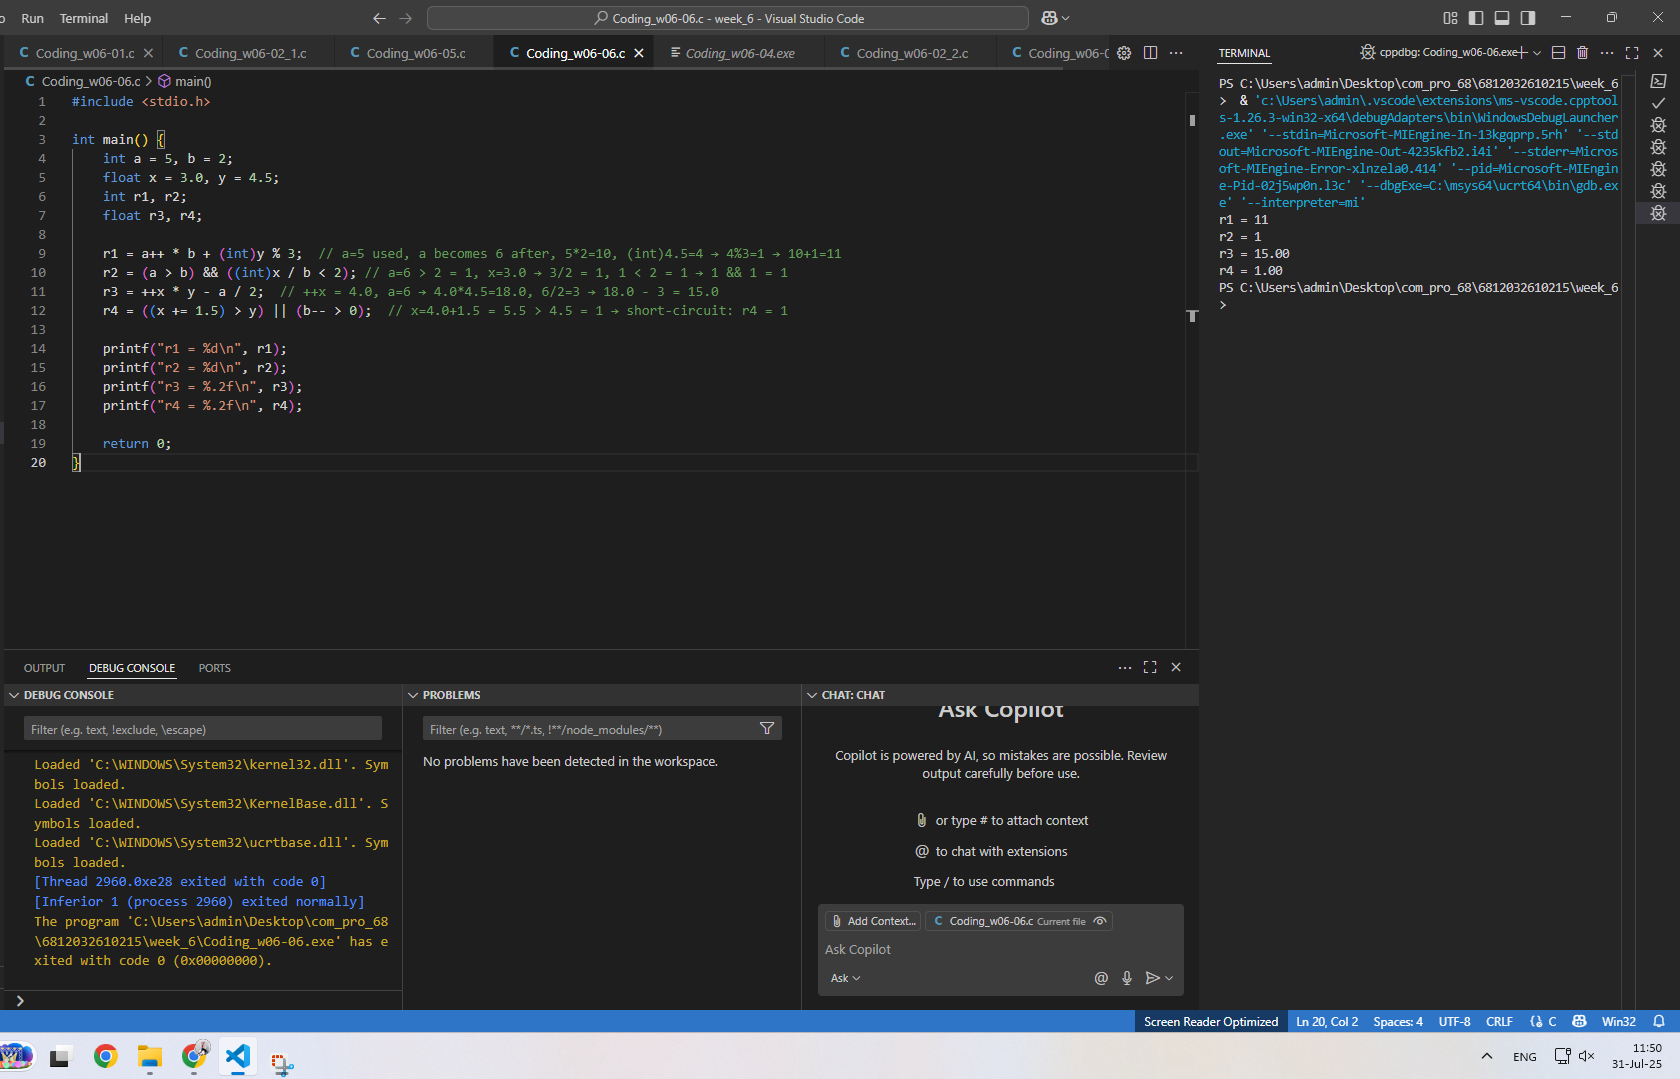 Run Terminal Help
Coding_w06-06.c - week_6 - Visual Studio Code
Coding_w06-01.c
Coding_w06-02_1.c
Coding_w06-05.c
Coding_w06-06.c
Coding_w06-04.exe
Coding_w06-02_2.c
Coding_w06-0
Coding_w06-06.c > main()
1 #include <stdio.h>
2
3 int main() {
4 int a = 5, b = 2;
5 float x = 3.0, y = 4.5;
6 int r1, r2;
7 float r3, r4;
8
9 r1 = a++ * b + (int)y % 3; // a=5 used, a becomes 6 after, 5*2=10, (int)4.5=4 → 4%3=1 → 10+1=11
10 r2 = (a > b) && ((int)x / b < 2); // a=6 > 2 = 1, x=3.0 → 3/2 = 1, 1 < 2 = 1 → 1 && 1 = 1
11 r3 = ++x * y - a / 2; // ++x = 4.0, a=6 → 4.0*4.5=18.0, 6/2=3 → 18.0 - 3 = 15.0
12 r4 = ((x += 1.5) > y) || (b-- > 0); // x=4.0+1.5 = 5.5 > 4.5 = 1 → short-circuit: r4 = 1
13
14 printf("r1 = %d\n", r1);
15 printf("r2 = %d\n", r2);
16 printf("r3 = %.2f\n", r3);
17 printf("r4 = %.2f\n", r4);
18
19 return 0;
20 }
TERMINAL
cppdbg: Coding_w06-06.exe
PS C:\Users\admin\Desktop\com_pro_68\6812032610215\week_6
> & 'c:\Users\admin\.vscode\extensions\ms-vscode.cpptool
s-1.26.3-win32-x64\debugAdapters\bin\WindowsDebugLauncher
.exe' '--stdin=Microsoft-MIEngine-In-13kgqprp.5rh' '--std
out=Microsoft-MIEngine-Out-4235kfb2.i4i' '--stderr=Micros
oft-MIEngine-Error-xlnzela0.414' '--pid=Microsoft-MIEngin
e-Pid-02j5wp0n.l3c' '--dbgExe=C:\msys64\ucrt64\bin\gdb.ex
e' '--interpreter=mi'
r1 = 11
r2 = 1
r3 = 15.00
r4 = 1.00
PS C:\Users\admin\Desktop\com_pro_68\6812032610215\week_6
>
OUTPUT DEBUG CONSOLE PORTS
DEBUG CONSOLE
Filter (e.g. text, !exclude, \escape)
Loaded 'C:\WINDOWS\System32\kernel32.dll'. Sym
bols loaded.
Loaded 'C:\WINDOWS\System32\KernelBase.dll'. S
ymbols loaded.
Loaded 'C:\WINDOWS\System32\ucrtbase.dll'. Sym
bols loaded.
[Thread 2960.0xe28 exited with code 0]
[Inferior 1 (process 2960) exited normally]
The program 'C:\Users\admin\Desktop\com_pro_68
\6812032610215\week_6\Coding_w06-06.exe' has e
xited with code 0 (0x00000000).
PROBLEMS
Filter (e.g. text, **/*.ts, !**/node_modules/**)
No problems have been detected in the workspace.
CHAT: CHAT
Ask Copilot
Copilot is powered by AI, so mistakes are possible. Review
output carefully before use.
or type # to attach context
@ to chat with extensions
Type / to use commands
Add Context...
Coding_w06-06.c Current file
Ask Copilot
Ask
Screen Reader Optimized Ln 20, Col 2 Spaces: 4 UTF-8 CRLF C Win32
ENG
11:50
31-Jul-25